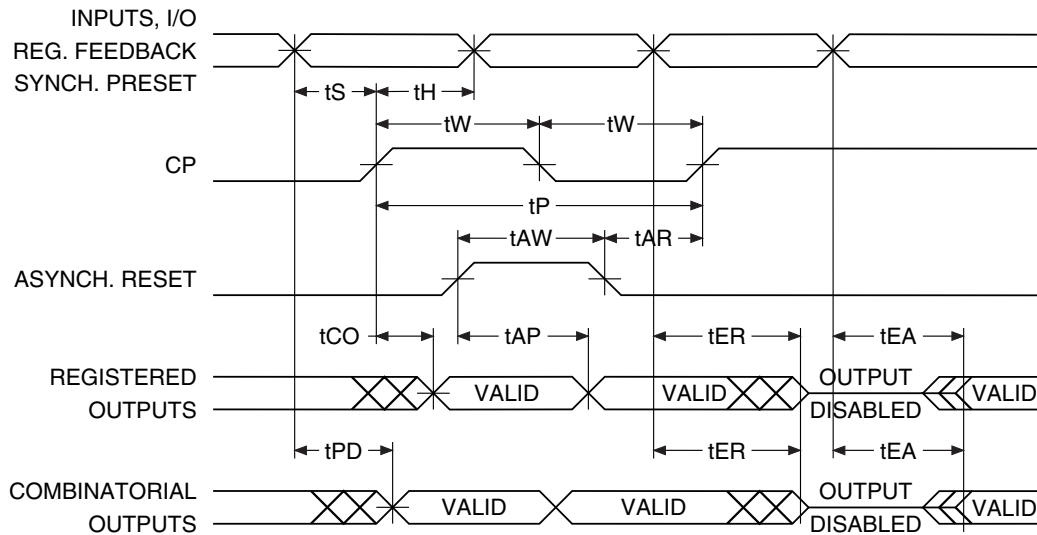 INPUTS, I/O
REG. FEEDBACK
SYNCH. PRESET
tS tH
tW tW
CP
tP
tAW tAR
ASYNCH. RESET
tCO tAP tER tEA
REGISTERED
OUTPUTS
VALID VALID OUTPUT
DISABLED VALID
tPD tER tEA
COMBINATORIAL
OUTPUTS
VALID VALID OUTPUT
DISABLED VALID